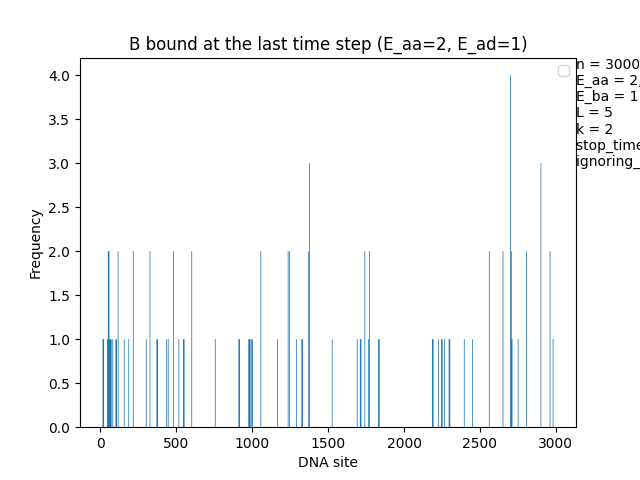 B bound at the last time step (E_aa=2, E_ad=1)
n = 3000
E_aa = 2,
E_ba = 1
L = 5
k = 2
stop_time
ignoring_
Frequency
4.0
3.5
3.0
2.5
2.0
1.5
1.0
0.5
0.0
0 500 1000 1500 2000 2500 3000
DNA site